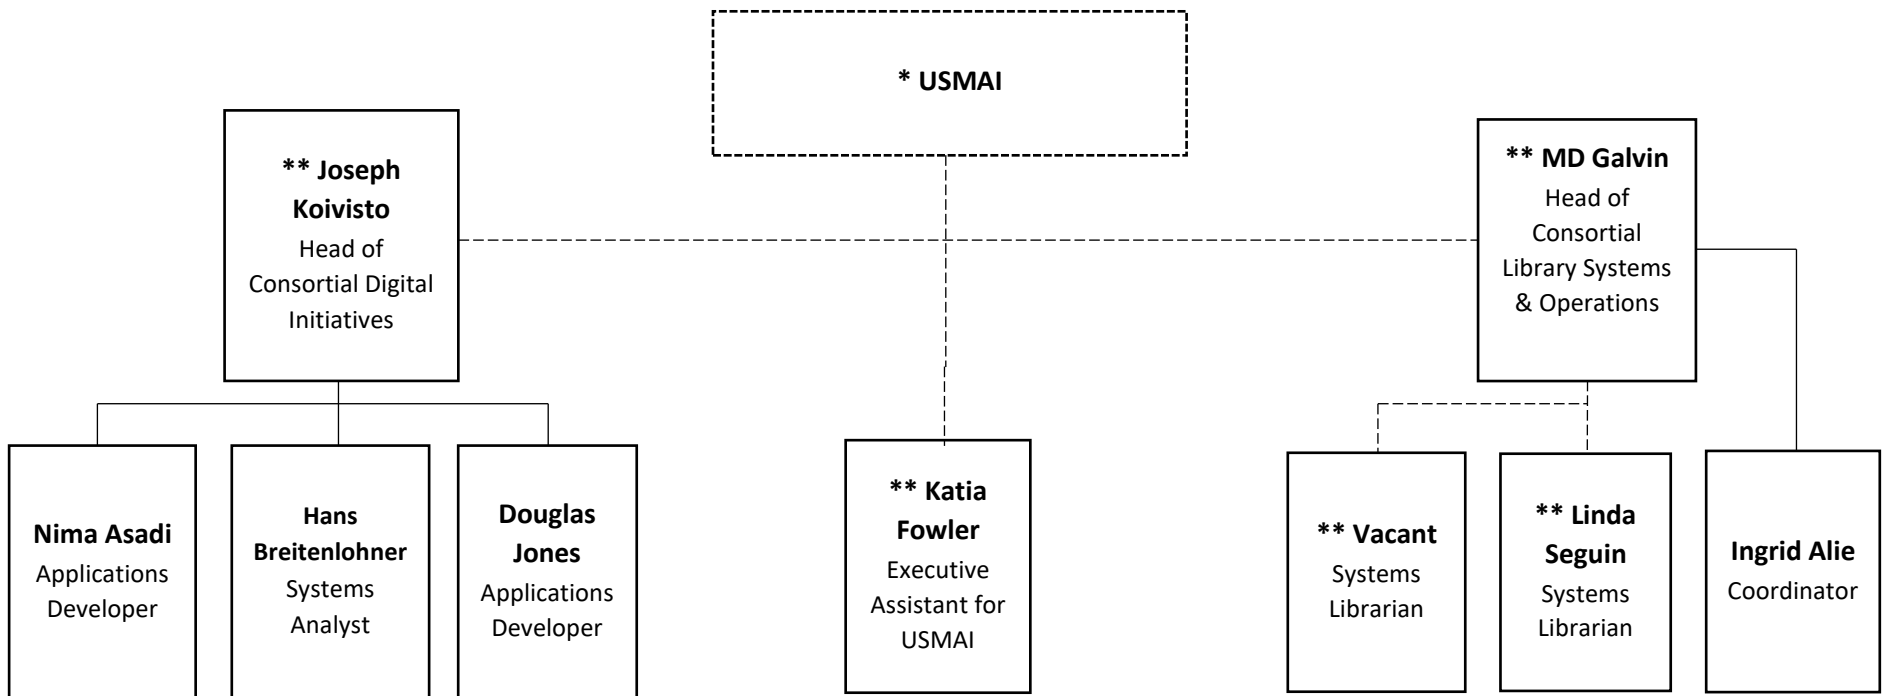 * USMAI
** Joseph
Koivisto
Head of
Consortial Digital
Initiatives
** MD Galvin
Head of
Consortial
Library Systems
& Operations
Nima Asadi
Applications
Developer
Hans
Breitenlohner
Systems
Analyst
Douglas
Jones
Applications
Developer
** Katia
Fowler
Executive
Assistant for
USMAI
** Vacant
Systems
Librarian
** Linda
Seguin
Systems
Librarian
Ingrid Alie
Coordinator